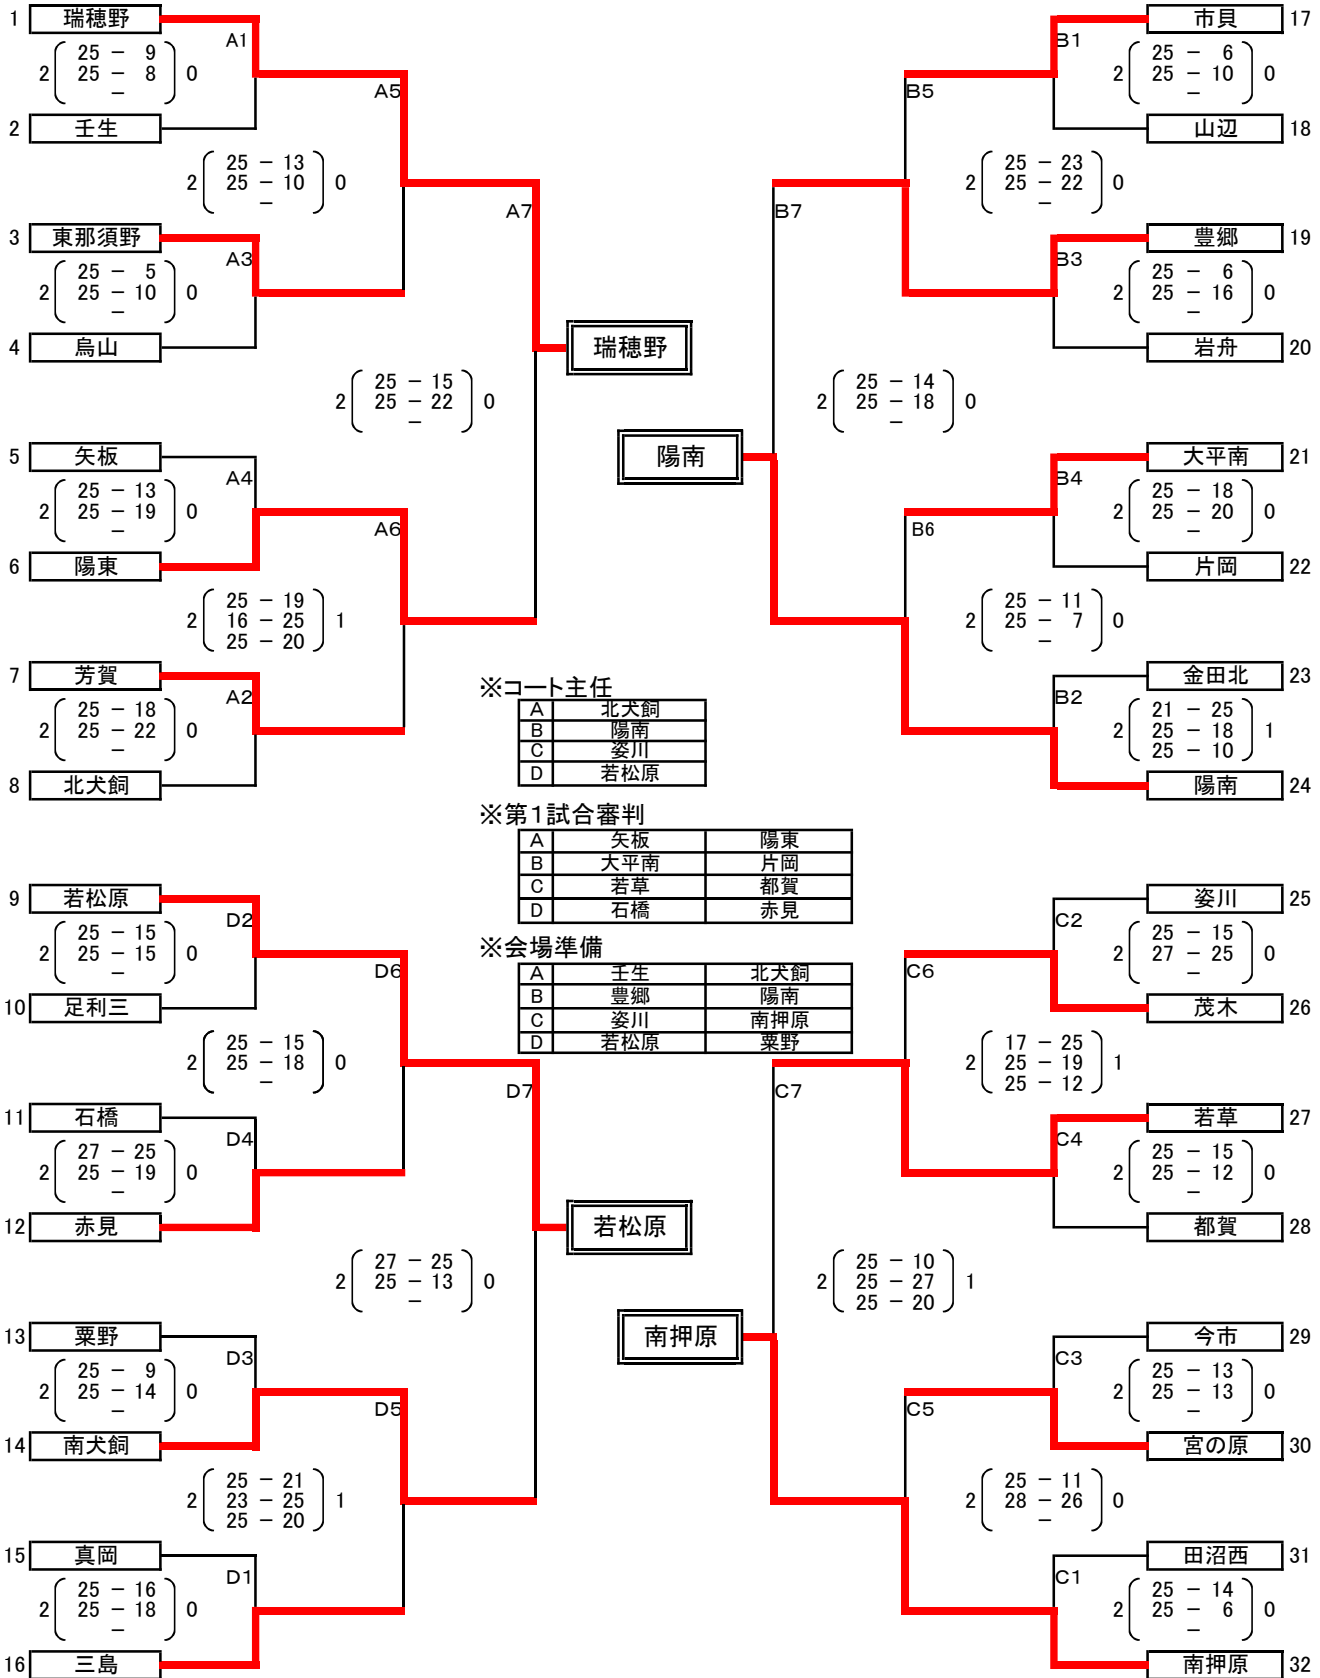 1 瑞穂野
A1
25 － 9
2 25 － 8 0
－
2 壬生
A5
25 － 13
2 25 － 10 0
－
3 東那須野
A3
25 － 5
2 25 － 10 0
－
4 烏山
A7
瑞穂野
25 － 15
2 25 － 22 0
－
5 矢板
A4
25 － 13
2 25 － 19 0
－
6 陽東
A6
25 － 19
2 16 － 25 1
25 － 20
7 芳賀
A2
25 － 18
2 25 － 22 0
－
8 北犬飼
9 若松原
D2
25 － 15
2 25 － 15 0
－
10 足利三
D6
25 － 15
2 25 － 18 0
－
11 石橋
D4
27 － 25
2 25 － 19 0
－
12 赤見
D7
若松原
27 － 25
2 25 － 13 0
－
13 粟野
D3
25 － 9
2 25 － 14 0
－
14 南犬飼
D5
25 － 21
2 23 － 25 1
25 － 20
15 真岡
D1
25 － 16
2 25 － 18 0
－
16 三島
※コート主任
A 北犬飼
B 陽南
C 姿川
D 若松原
※第1試合審判
A 矢板 陽東
B 大平南 片岡
C 若草 都賀
D 石橋 赤見
※会場準備
A 壬生 北犬飼
B 豊郷 陽南
C 姿川 南押原
D 若松原 粟野
市貝 17
B1
25 － 6
2 25 － 10 0
－
山辺 18
B5
25 － 23
2 25 － 22 0
－
豊郷 19
B3
25 － 6
2 25 － 16 0
－
岩舟 20
B7
陽南
25 － 14
2 25 － 18 0
－
大平南 21
B4
25 － 18
2 25 － 20 0
－
片岡 22
B6
25 － 11
2 25 － 7 0
－
金田北 23
B2
21 － 25
2 25 － 18 1
25 － 10
陽南 24
姿川 25
C2
25 － 15
2 27 － 25 0
－
茂木 26
C6
17 － 25
2 25 － 19 1
25 － 12
若草 27
C4
25 － 15
2 25 － 12 0
－
都賀 28
C7
南押原
25 － 10
2 25 － 27 1
25 － 20
今市 29
C3
25 － 13
2 25 － 13 0
－
宮の原 30
C5
25 － 11
2 28 － 26 0
－
田沼西 31
C1
25 － 14
2 25 － 6 0
－
南押原 32